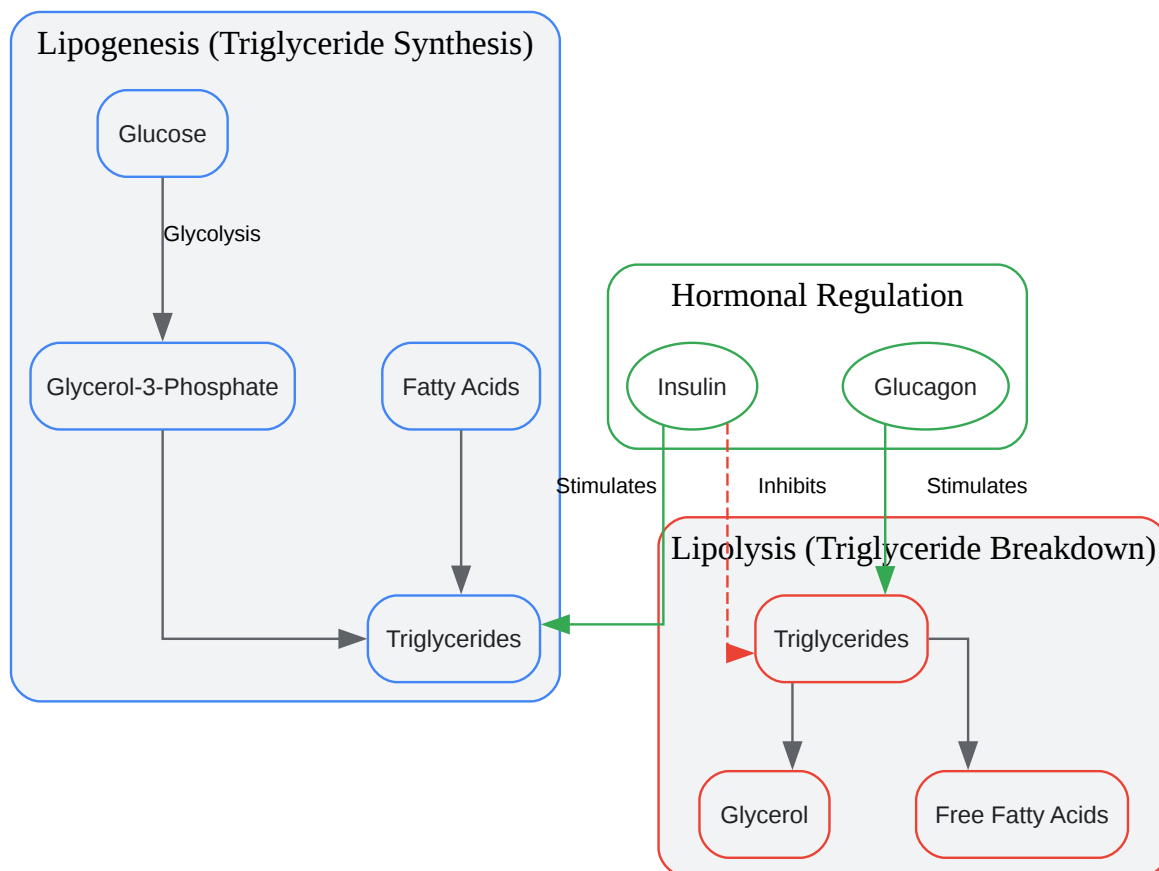 Lipogenesis (Triglyceride Synthesis)
Glucose
Glycolysis
Glycerol-3-Phosphate
Fatty Acids
Triglycerides
Hormonal Regulation
Insulin
Glucagon
Stimulates
Inhibits
Stimulates
Lipolysis (Triglyceride Breakdown)
Triglycerides
Glycerol
Free Fatty Acids